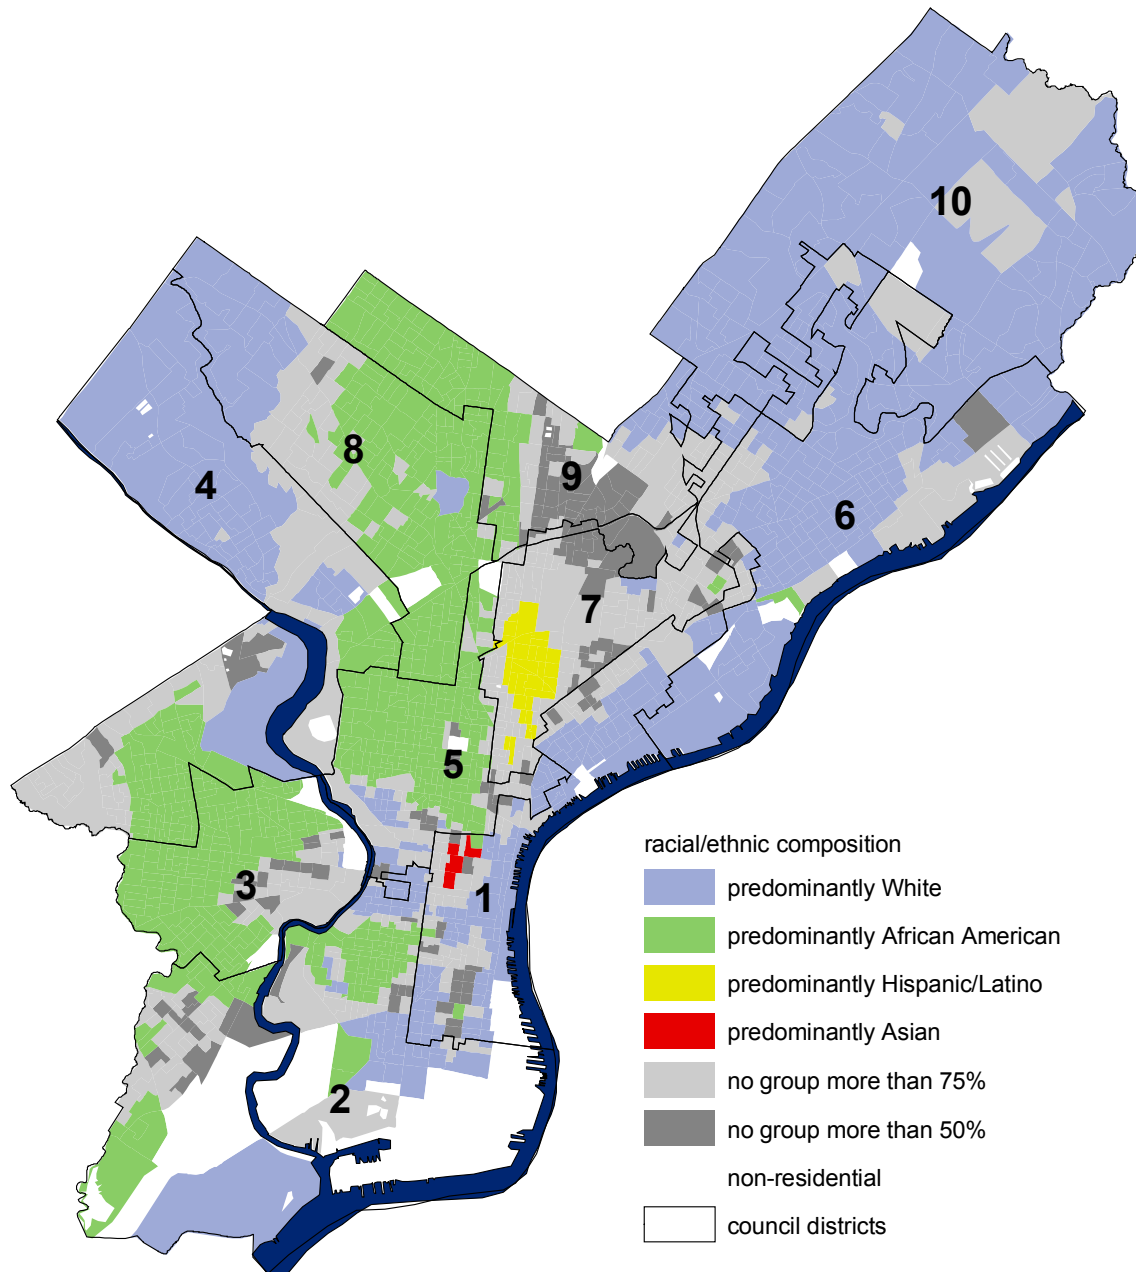 10
8
4
9
6
7
5
3
1
2
racial/ethnic composition
predominantly White
predominantly African American
predominantly Hispanic/Latino
predominantly Asian
no group more than 75%
no group more than 50%
non-residential
council districts